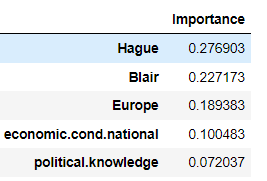 Importance
Hague 0.276903
Blair 0.227173
Europe 0.189383
economic.cond.national 0.100483
political.knowledge 0.072037